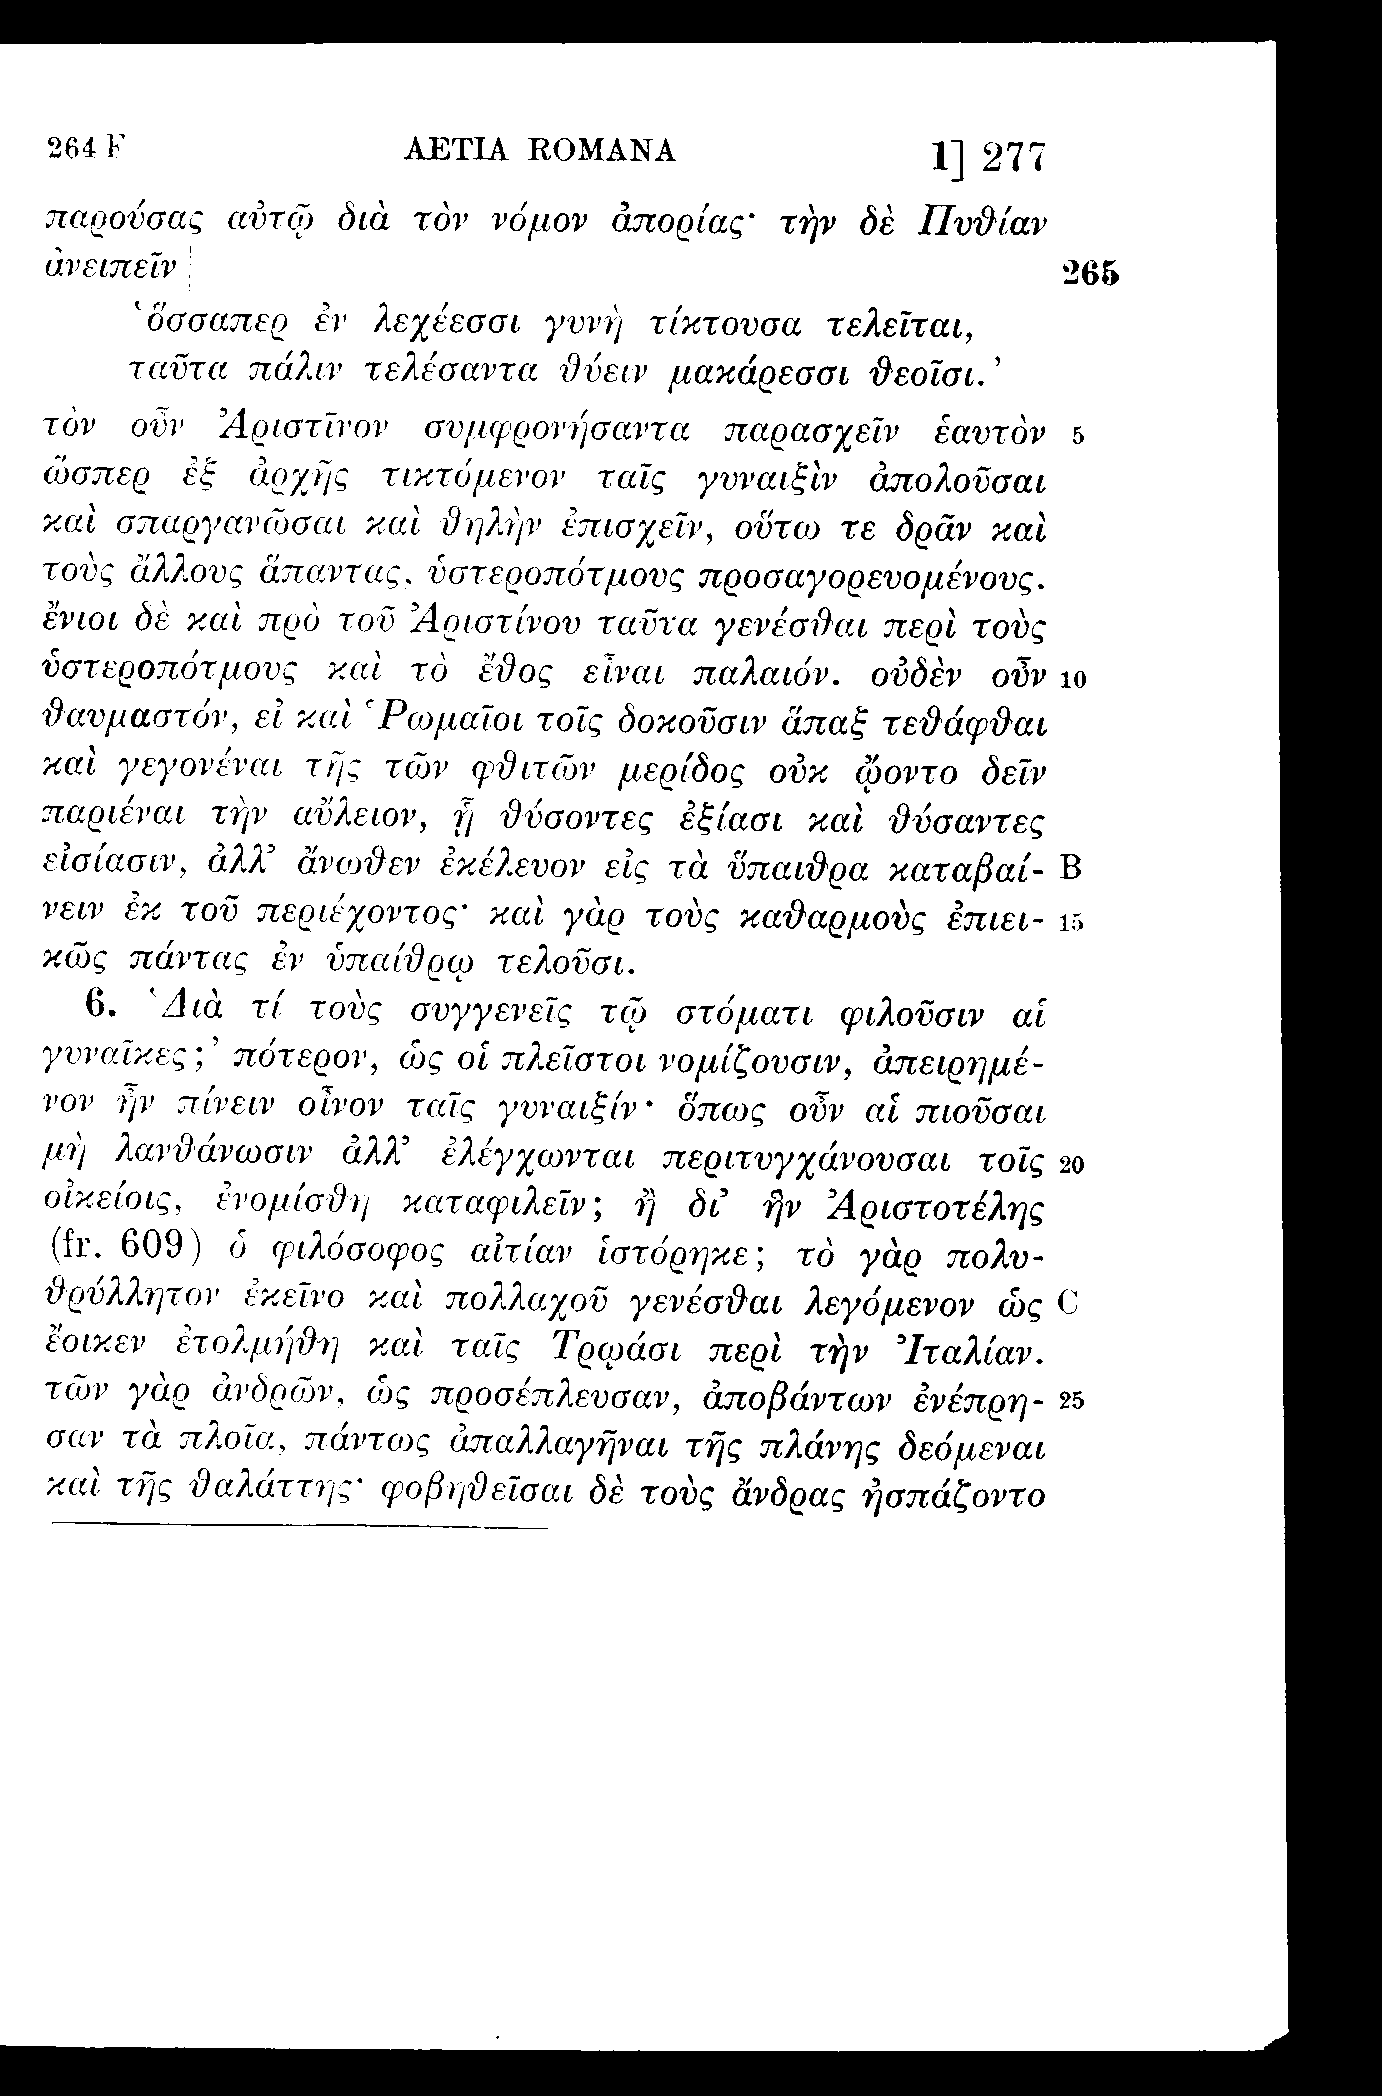 264 F AETIA ROMANA 1] 277
παρούσας αὐτῷ διὰ τὸν νόμον ἀπορίας· τὴν δὲ Πυθίαν
ἀνειπεῖν | 265
‘ὅσσαπερ ἐν λεχέεσσι γυνὴ τίκτουσα τελεῖται,
ταῦτα πάλιν τελέσαντα θύειν μακάρεσσι θεοῖσι.’
τὸν οὖν Ἀριστῖνον συμφρονήσαντα παρασχεῖν ἑαυτὸν 5
ὥσπερ ἐξ ἀρχῆς τικτόμενον ταῖς γυναιξὶν ἀπολοῦσαι
καὶ σπαργανῶσαι καὶ θηλὴν ἐπισχεῖν, οὕτω τε δρᾶν καὶ
τοὺς ἄλλους ἅπαντας, ὑστεροπότμους προσαγορευομένους.
ἔνιοι δὲ καὶ πρὸ τοῦ Ἀριστίνου ταῦτα γενέσθαι περὶ τοὺς
ὑστεροπότμους καὶ τὸ ἔθος εἶναι παλαιόν. οὐδὲν οὖν 10
θαυμαστόν, εἰ καὶ Ῥωμαῖοι τοῖς δοκοῦσιν ἅπαξ τεθάφθαι
καὶ γεγονέναι τῆς τῶν φθιτῶν μερίδος οὐκ ᾤοντο δεῖν
παριέναι τὴν αὔλειον, ᾗ θύσοντες ἐξίασι καὶ θύσαντες
εἰσίασιν, ἀλλ’ ἄνωθεν ἐκέλευον εἰς τὰ ὕπαιθρα καταβαί- B
νειν ἐκ τοῦ περιέχοντος· καὶ γὰρ τοὺς καθαρμοὺς ἐπιει- 15
κῶς πάντας ἐν ὑπαίθρῳ τελοῦσι.
6. ‘Διὰ τί τοὺς συγγενεῖς τῷ στόματι φιλοῦσιν αἱ
γυναῖκες;’ πότερον, ὡς οἱ πλεῖστοι νομίζουσιν, ἀπειρημέ-
νον ἦν πίνειν οἶνον ταῖς γυναιξίν· ὅπως οὖν αἱ πιοῦσαι
μὴ λανθάνωσιν ἀλλ’ ἐλέγχωνται περιτυγχάνουσαι τοῖς 20
οἰκείοις, ἐνομίσθη καταφιλεῖν; ἢ δι’ ἣν Ἀριστοτέλης
(fr. 609) ὁ φιλόσοφος αἰτίαν ἱστόρηκε; τὸ γὰρ πολυ-
θρύλλητον ἐκεῖνο καὶ πολλαχοῦ γενέσθαι λεγόμενον ὡς C
ἔοικεν ἐτολμήθη καὶ ταῖς Τρῳάσι περὶ τὴν Ἰταλίαν.
τῶν γὰρ ἀνδρῶν, ὡς προσέπλευσαν, ἀποβάντων ἐνέπρη- 25
σαν τὰ πλοῖα, πάντως ἀπαλλαγῆναι τῆς πλάνης δεόμεναι
καὶ τῆς θαλάττης· φοβηθεῖσαι δὲ τοὺς ἄνδρας ἠσπάζοντο